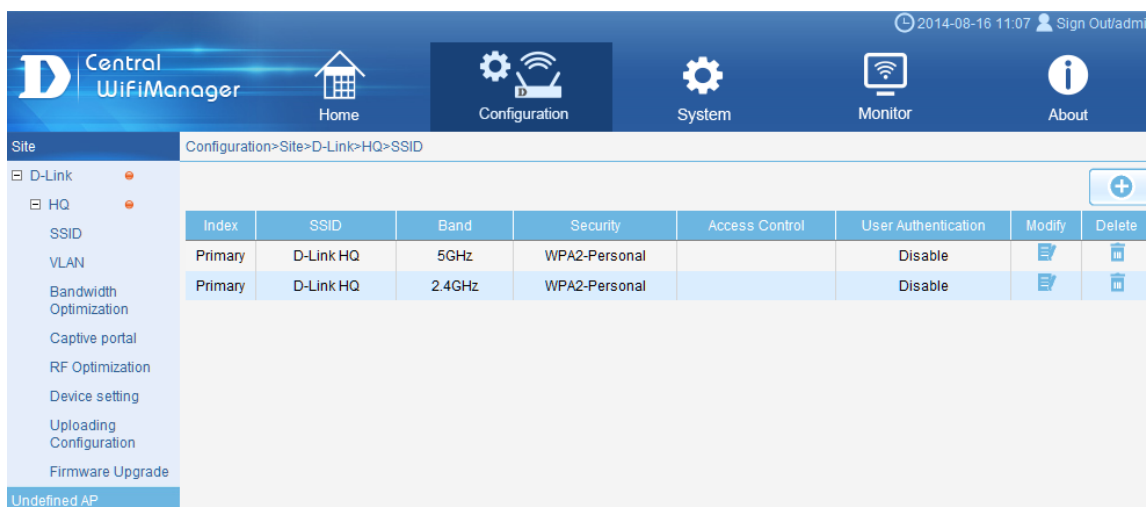 2014-08-16 11:07 Sign Out/admi
D Central
WiFiManager
Home
Configuration
System
Monitor
About
Site
Configuration>Site>D-Link>HQ>SSID
D-Link
HQ
SSID
VLAN
Bandwidth
Optimization
Captive portal
RF Optimization
Device setting
Uploading
Configuration
Firmware Upgrade
Undefined AP
Index SSID Band Security Access Control User Authentication Modify Delete
Primary D-Link HQ 5GHz WPA2-Personal Disable
Primary D-Link HQ 2.4GHz WPA2-Personal Disable